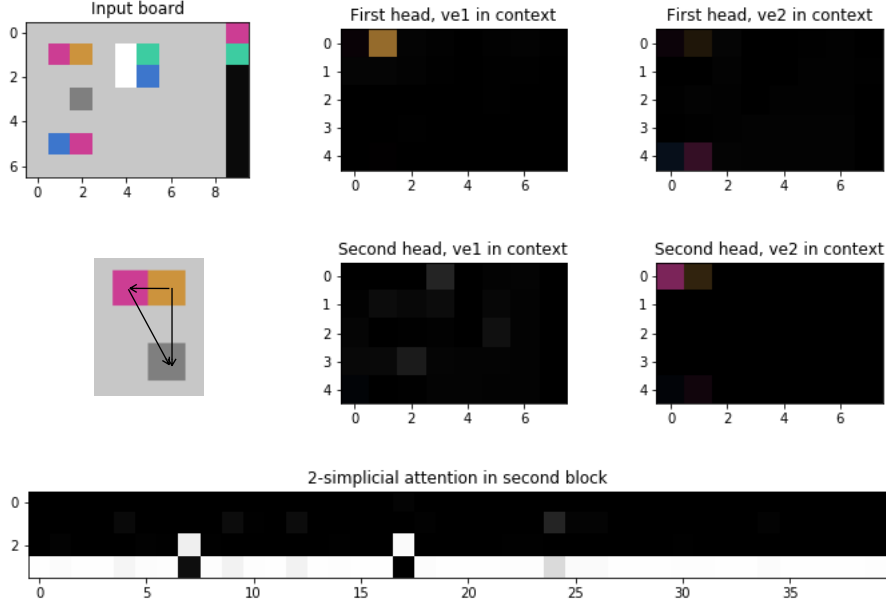 Input board
0
2
4
6
0 2 4 6 8
First head, ve1 in context
0
1
2
3
4
0 2 4 6
First head, ve2 in context
0
1
2
3
4
0 2 4 6
Second head, ve1 in context
0
1
2
3
4
0 2 4 6
Second head, ve2 in context
0
1
2
3
4
0 2 4 6
2-simplicial attention in second block
0
2
0 5 10 15 20 25 30 35